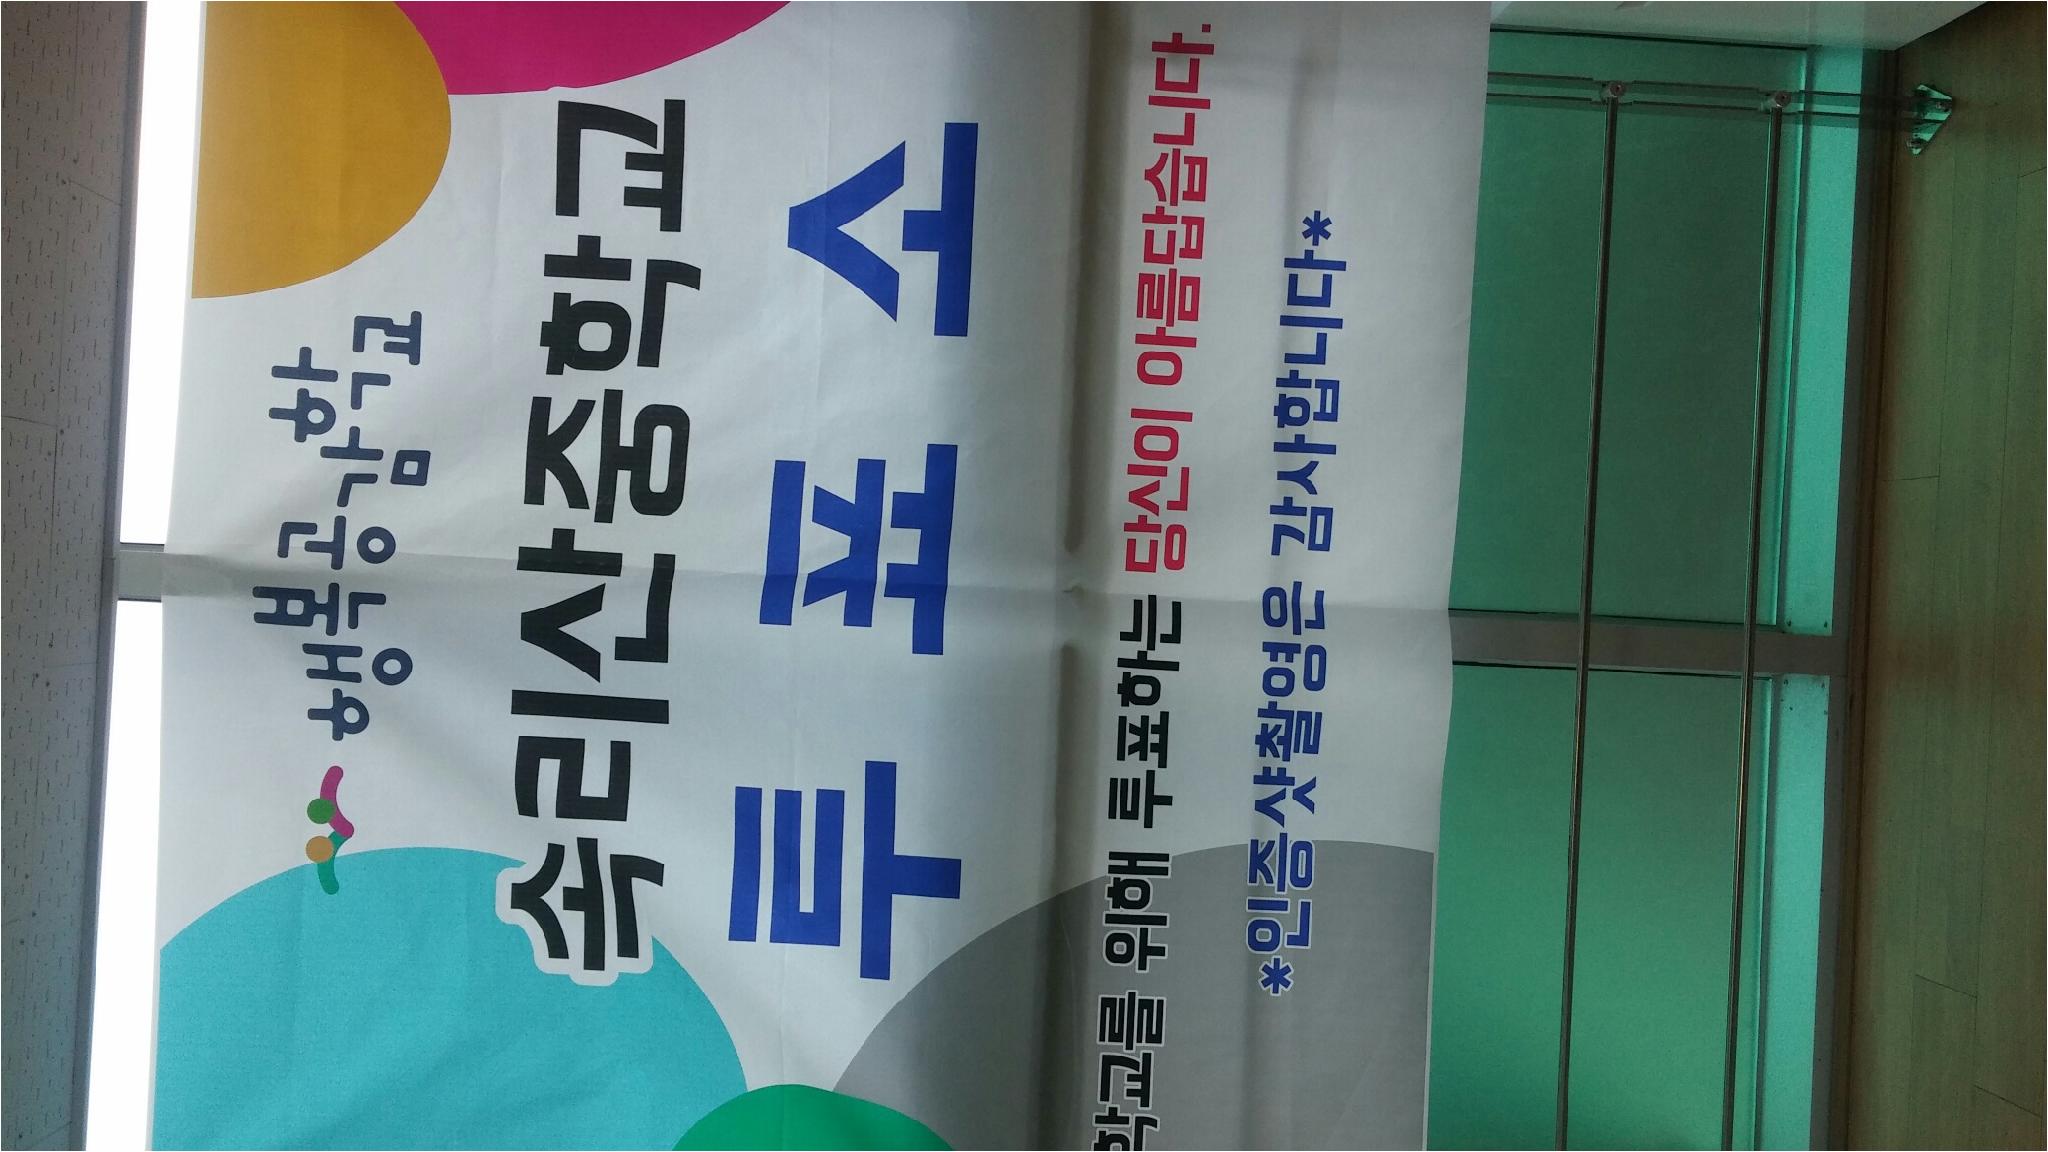 행복공감학교
속리산중학교
투표소
학교를 위해 투표하는 당신이 아름답습니다.
*인증샷촬영은 감사합니다*